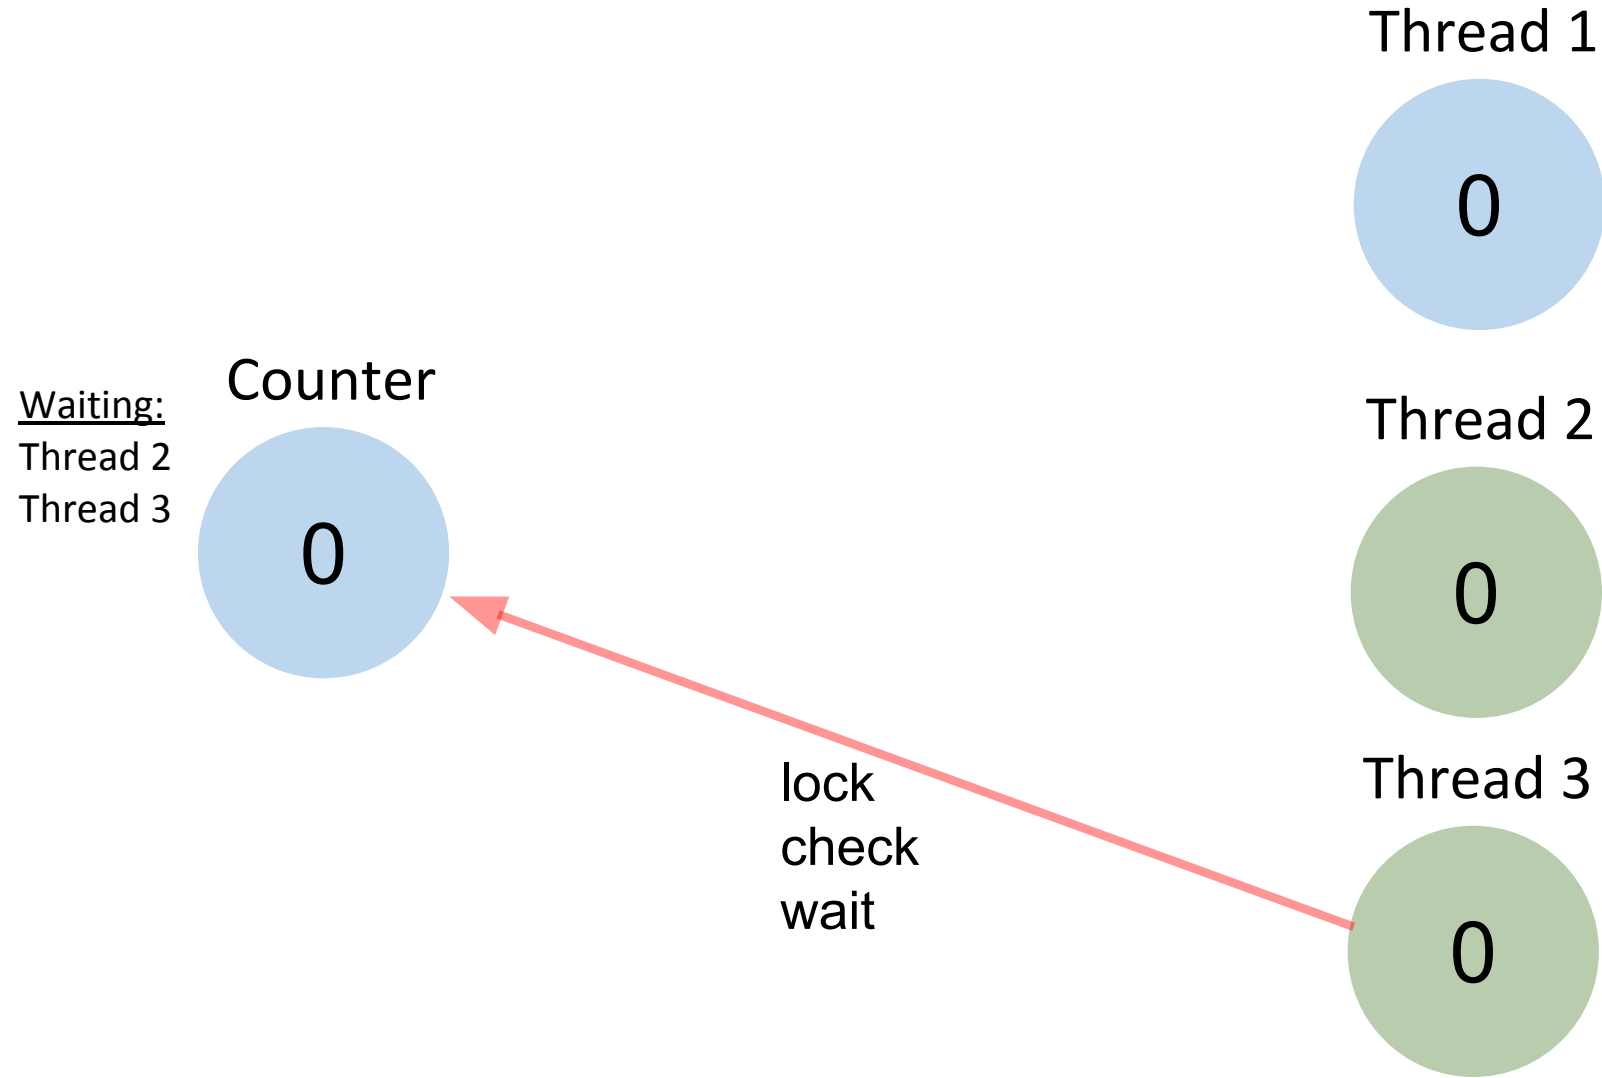 Thread 1
0
Counter
Waiting:
Thread 2
Thread 3
0
Thread 2
0
lock
check
wait
Thread 3
0